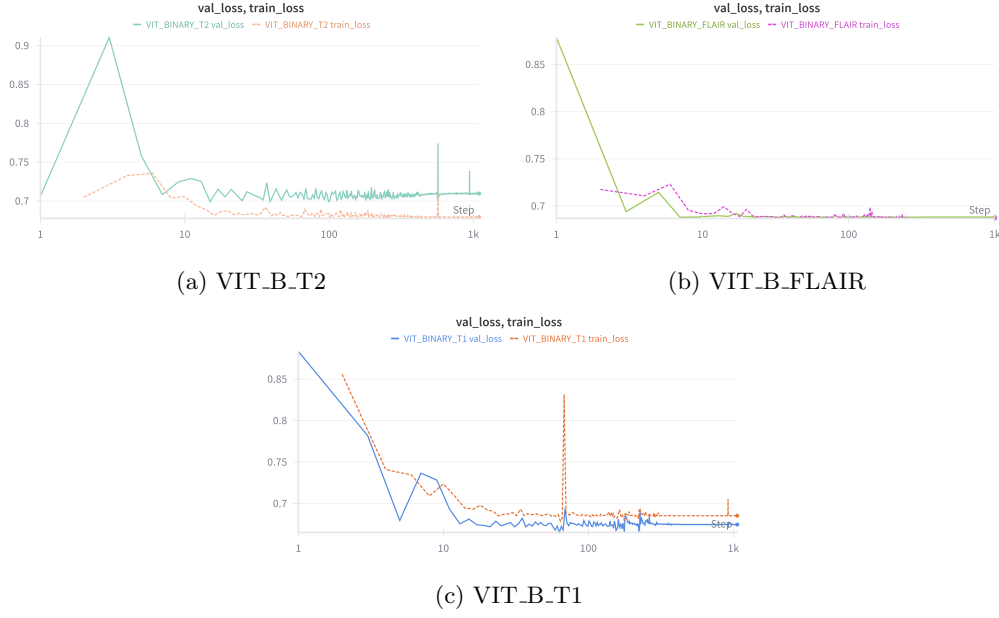 val_loss, train_loss
VIT_BINARY_T2 val_loss VIT_BINARY_T2 train_loss
0.9
0.85
0.8
0.75
0.7
Step
1 10 100 1k
(a) VIT_B_T2
val_loss, train_loss
VIT_BINARY_FLAIR val_loss VIT_BINARY_FLAIR train_loss
0.85
0.8
0.75
0.7
Step
1 10 100 1k
(b) VIT_B_FLAIR
val_loss, train_loss
VIT_BINARY_T1 val_loss VIT_BINARY_T1 train_loss
0.85
0.8
0.75
0.7
Step
1 10 100 1k
(c) VIT_B_T1